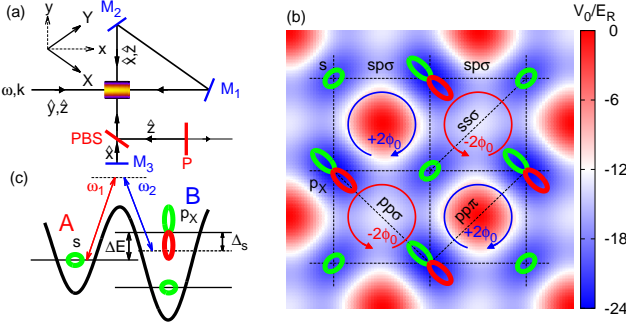 (a)
y
Y
x
X
M2
x̂,ẑ
M1
ω,k
ŷ,ẑ
PBS
ẑ
x̂
P
M3
(c)
ω1
ω2
A
B
s
pX
ΔE
Δs
(b)
s
spσ
spσ
+2ϕ0
ssσ
-2ϕ0
pX
ppσ
-2ϕ0
ppπ
+2ϕ0
V0/ER
0
-6
-12
-18
-24